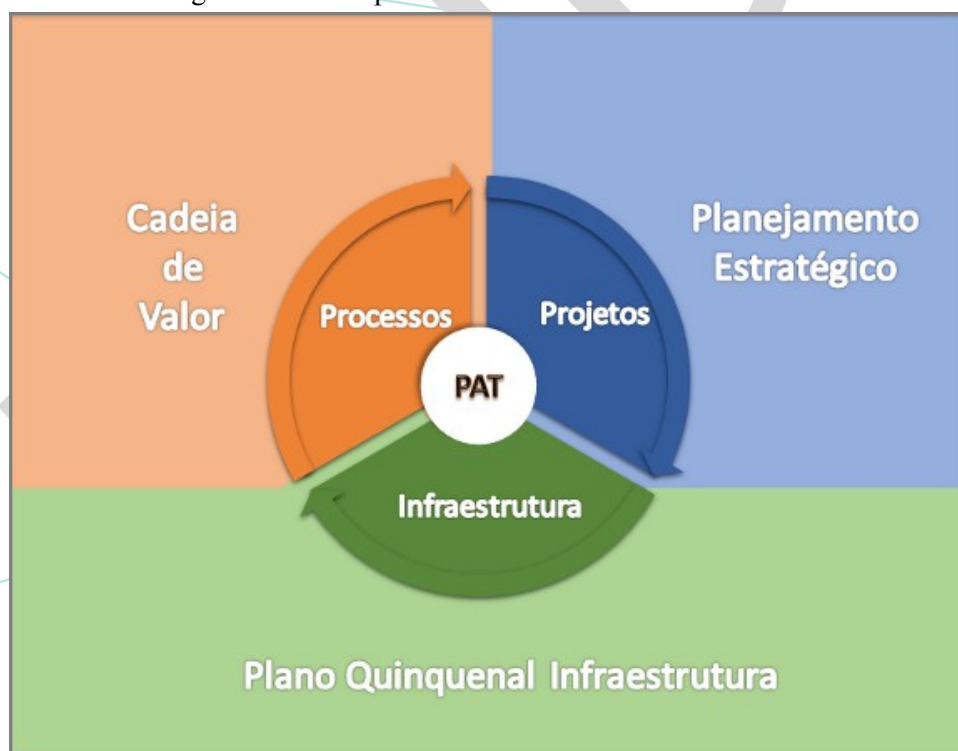 Cadeia
de
Valor
Planejamento
Estratégico
Processos
Projetos
PAT
Infraestrutura
Plano Quinquenal Infraestrutura